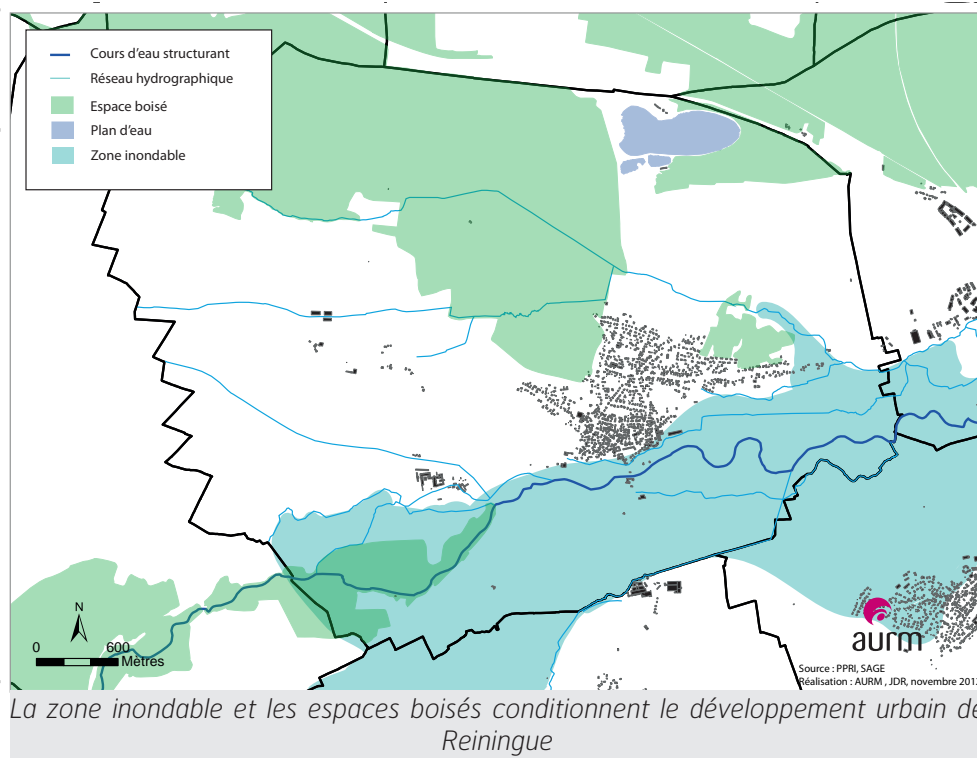 Cours d'eau structurant
Réseau hydrographique
Espace boisé
Plan d'eau
Zone inondable
N
0 600
Mètres
aurm
Source : PPRI, SAGE
Réalisation : AURM , JDR, novembre
La zone inondable et les espaces boisés conditionnent le développement urbain de
Reiningue